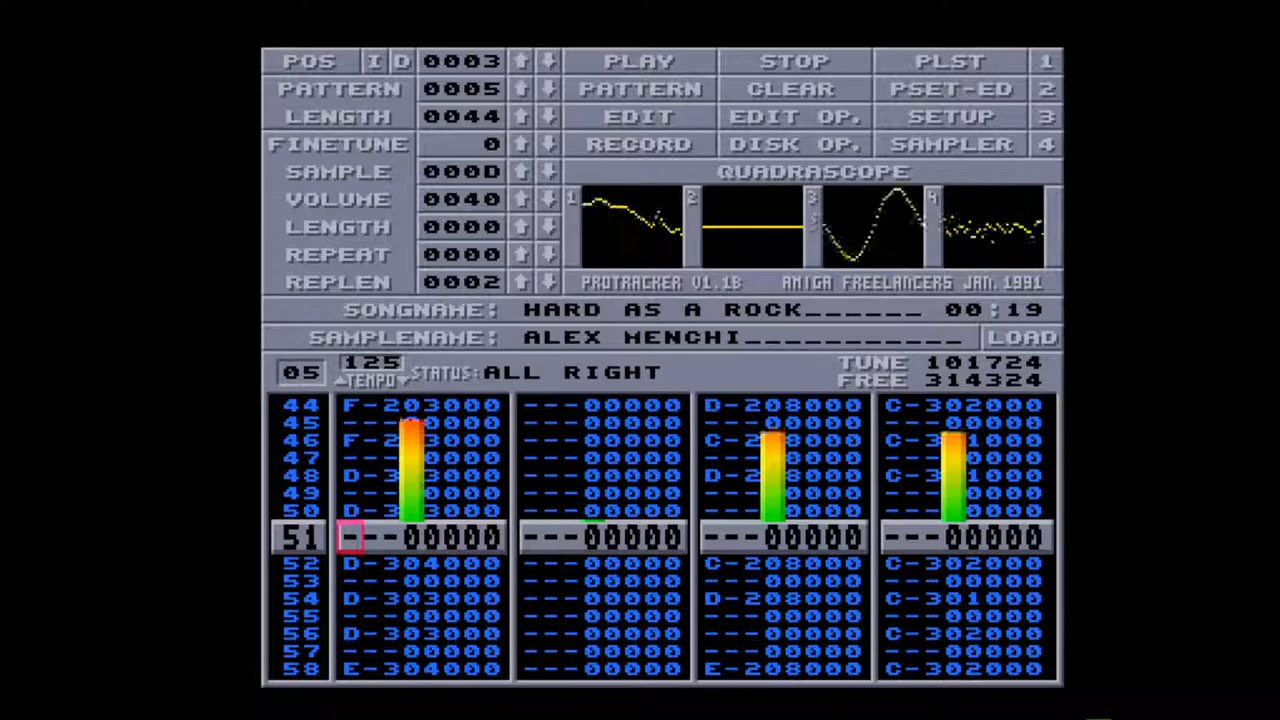 POS I D 0003 PLAY STOP PLST 1
PATTERN 0005 PATTERN CLEAR PSET-ED 2
LENGTH 0044 EDIT EDIT OP. SETUP 3
FINETUNE 0 RECORD DISK OP. SAMPLER 4
SAMPLE 000D QUADRASCOPE
VOLUME 0040 1 2 3 4
LENGTH 0000
REPEAT 0000
REPLEN 0002 PROTRACKER V1.1B AMIGA FREELANCERS JAN.1991
SONGNAME: HARD AS A ROCK______ 00:19
SAMPLENAME: ALEX MENCHI___________ LOAD
05 125 TEMPO STATUS: ALL RIGHT TUNE 101724
FREE 314324
44 F-203000 ---00000 D-208000 C-302000
45 ---00000 ---00000 ---00000
46 ---00000
47 ---00000
48 ---00000
49 ---00000
50 ---00000
51 ---00000 ---00000 ---00000 ---00000
52 D-304000 ---00000 C-208000 C-302000
53 ---00000 ---00000 ---00000 ---00000
54 D-303000 ---00000 D-208000 C-301000
55 ---00000 ---00000 ---00000 ---00000
56 D-303000 ---00000 ---00000 C-302000
57 ---00000 ---00000 ---00000 ---00000
58 E-304000 ---00000 E-208000 C-302000